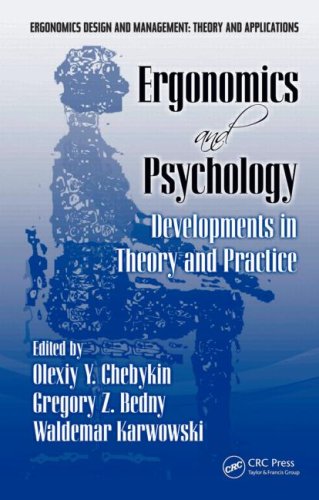 ERGONOMICS DESIGN AND MANAGEMENT: THEORY AND APPLICATIONS
Ergonomics
and
Psychology
Developments in
Theory and Practice
Edited by
Olexiy Y. Chebykin
Gregory Z. Bedny
Waldemar Karwowski
CRC
CRC Press
Taylor & Francis Group